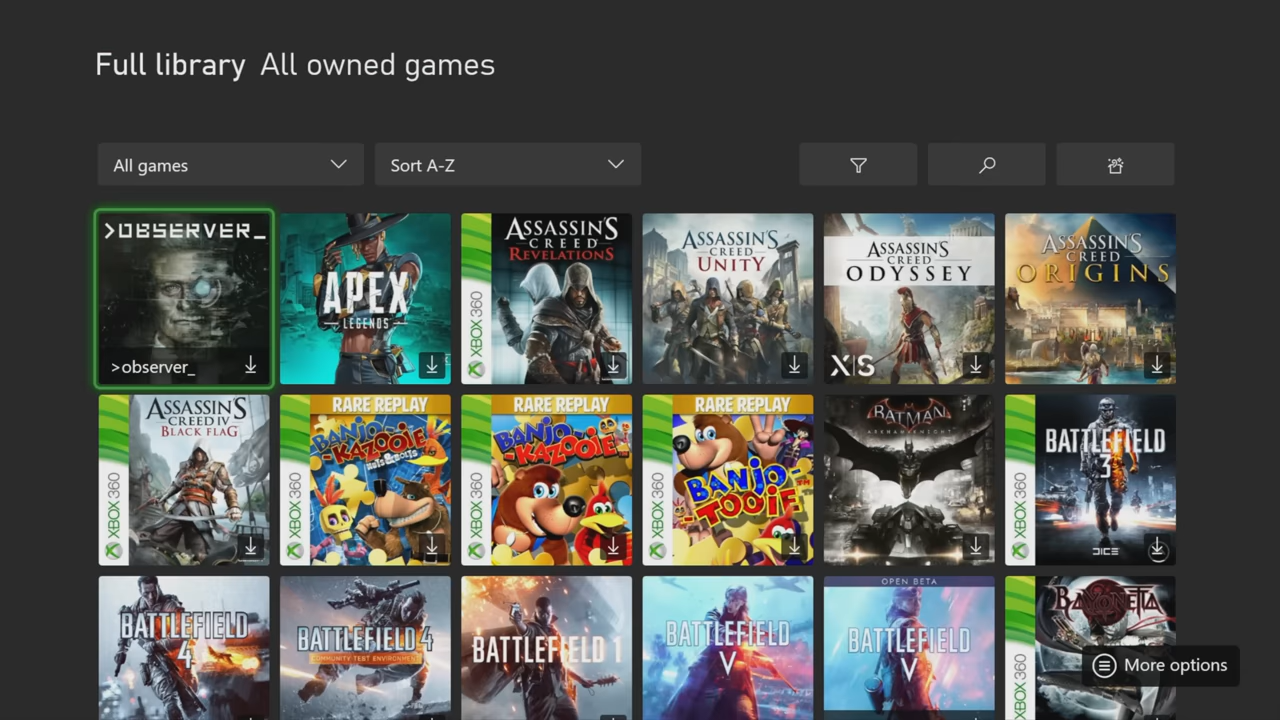 Full library All owned games
All games
Sort A-Z
>OBSERVER_
>observer_
APEX
LEGENDS
XBOX 360
ASSASSIN'S
CREED
REVELATIONS
ASSASSIN'S
CREED
UNITY
ASSASSIN'S
CREED
ODYSSEY
X|S
ASSASSIN'S
CREED
ORIGINS
XBOX 360
ASSASSIN'S
CREED IV
BLACK FLAG
XBOX 360
RARE REPLAY
BANJO
KAZOOIE
Nuts & Bolts
XBOX 360
RARE REPLAY
BANJO
KAZOOIE
XBOX 360
RARE REPLAY
BANJO-
TOOIE
BATMAN
ARKHAM KNIGHT
XBOX 360
BATTLEFIELD
3
DICE
BATTLEFIELD
4
BATTLEFIELD 4
COMMUNITY TEST ENVIRONMENT
BATTLEFIELD 1
BATTLEFIELD
V
OPEN BETA
BATTLEFIELD
V
XBOX 360
BAYONETTA
More options